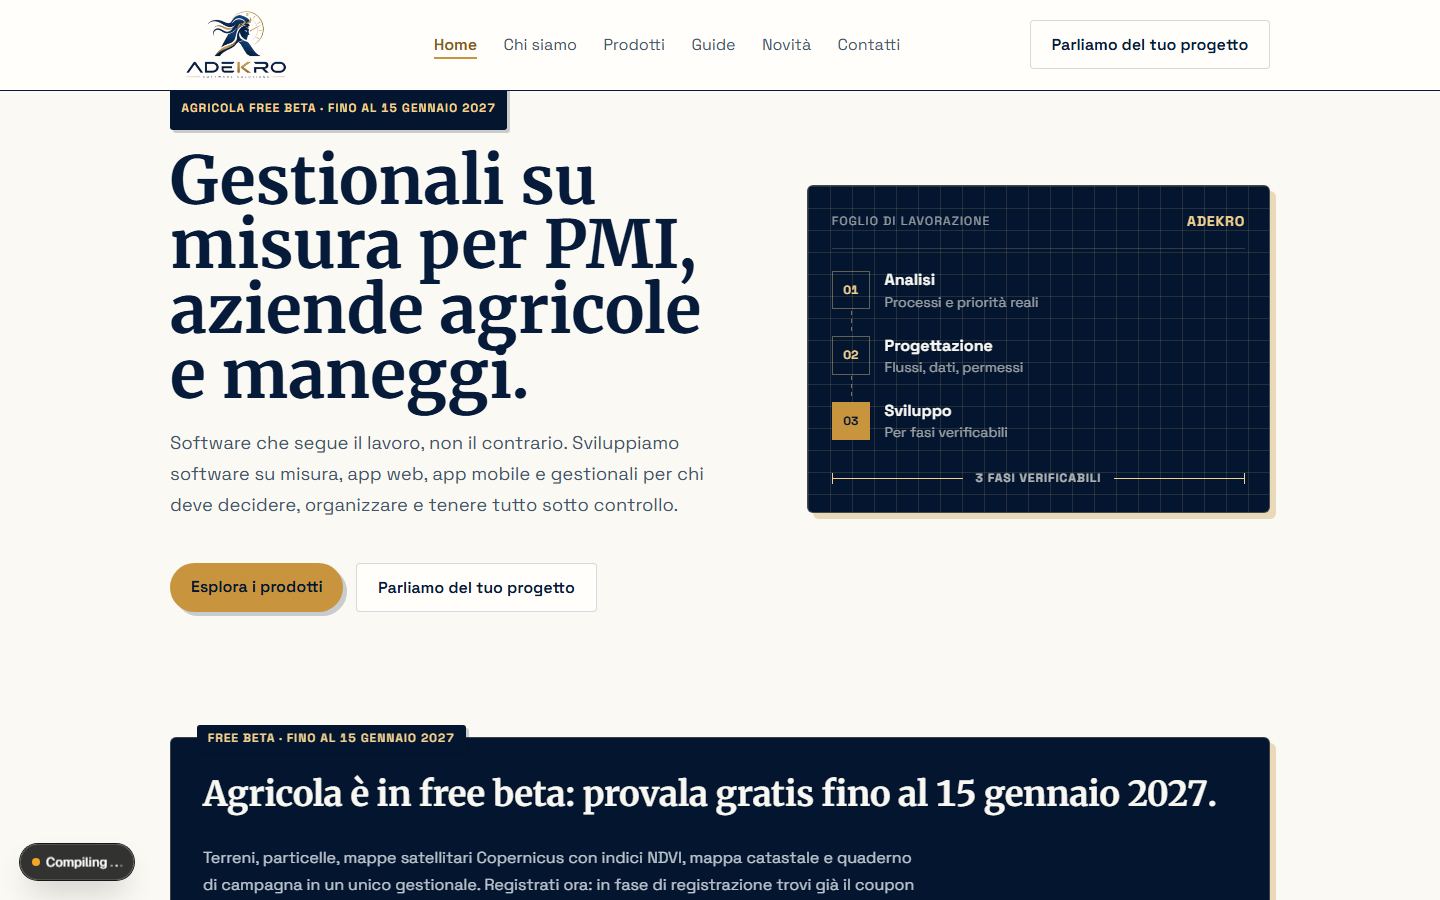 ADEKRO
SOFTWARE SOLUTIONS
Home
Chi siamo
Prodotti
Guide
Novità
Contatti
Parliamo del tuo progetto
AGRICOLA FREE BETA · FINO AL 15 GENNAIO 2027
Gestionali su
misura per PMI,
aziende agricole
e maneggi.
Software che segue il lavoro, non il contrario. Sviluppiamo
software su misura, app web, app mobile e gestionali per chi
deve decidere, organizzare e tenere tutto sotto controllo.
Esplora i prodotti
Parliamo del tuo progetto
FOGLIO DI LAVORAZIONE
ADEKRO
01
Analisi
Processi e priorità reali
02
Progettazione
Flussi, dati, permessi
03
Sviluppo
Per fasi verificabili
3 FASI VERIFICABILI
FREE BETA · FINO AL 15 GENNAIO 2027
Agricola è in free beta: provala gratis fino al 15 gennaio 2027.
Terreni, particelle, mappe satellitari Copernicus con indici NDVI, mappa catastale e quaderno
di campagna in un unico gestionale. Registrati ora: in fase di registrazione trovi già il coupon
Compiling ...